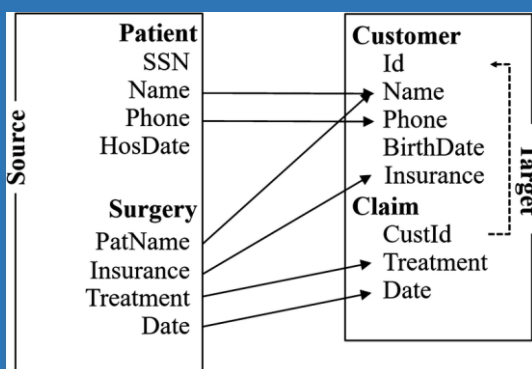 Source
Patient
SSN
Name
Phone
HosDate
Surgery
PatName
Insurance
Treatment
Date
Customer
Id
Name
Phone
BirthDate
Insurance
Claim
CustId
Treatment
Date
Target